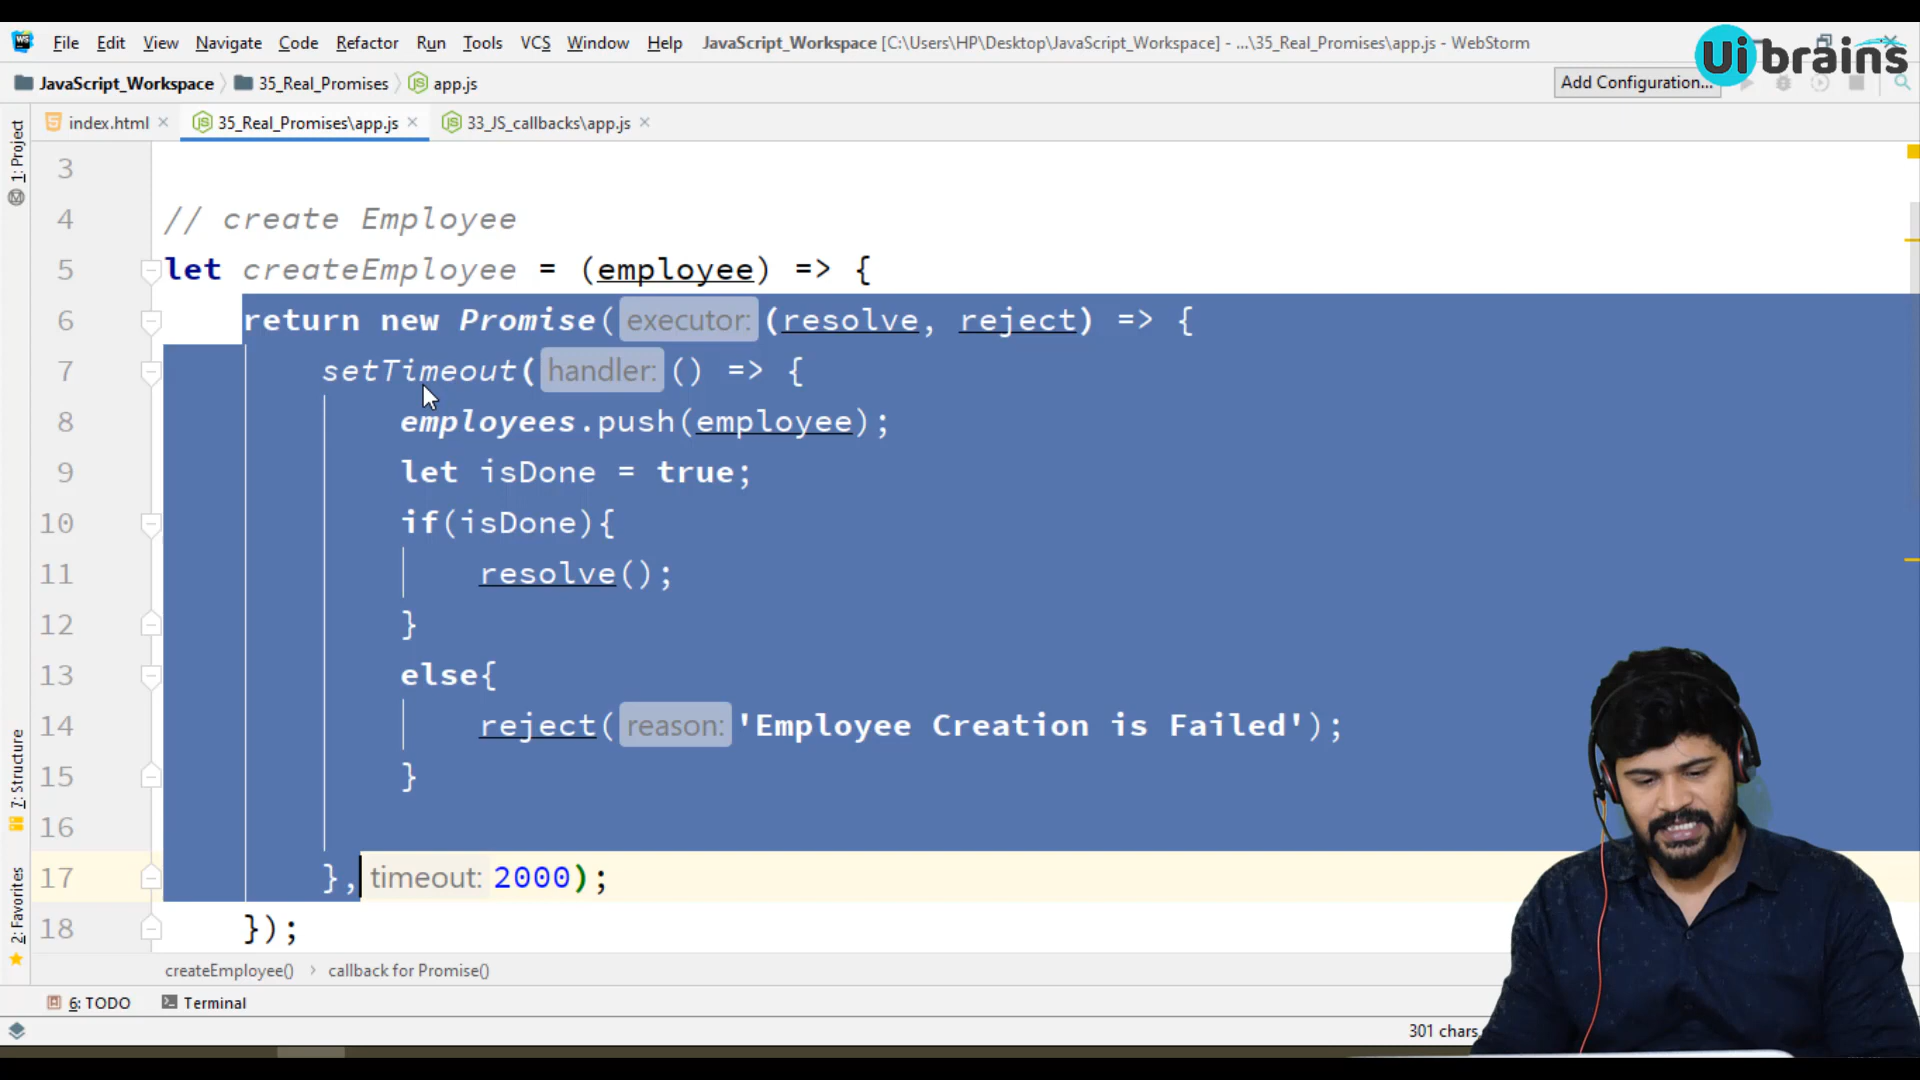 File Edit View Navigate Code Refactor Run Tools VCS Window Help JavaScript_Workspace [C:\Users\HP\Desktop\JavaScript_Workspace] - ...\35_Real_Promises\app.js - WebStorm
Ui brains
JavaScript_Workspace 35_Real_Promises app.js Add Configuration...
index.html 35_Real_Promises\app.js 33_JS_callbacks\app.js
1: Project
7: Structure
2: Favorites
3
4 // create Employee
5 let createEmployee = (employee) => {
6 return new Promise( executor: (resolve, reject) => {
7 setTimeout( handler: () => {
8 employees.push(employee);
9 let isDone = true;
10 if(isDone){
11 resolve();
12 }
13 else{
14 reject( reason: 'Employee Creation is Failed');
15 }
16
17 }, timeout: 2000);
18 });
createEmployee() › callback for Promise()
6: TODO Terminal
301 chars